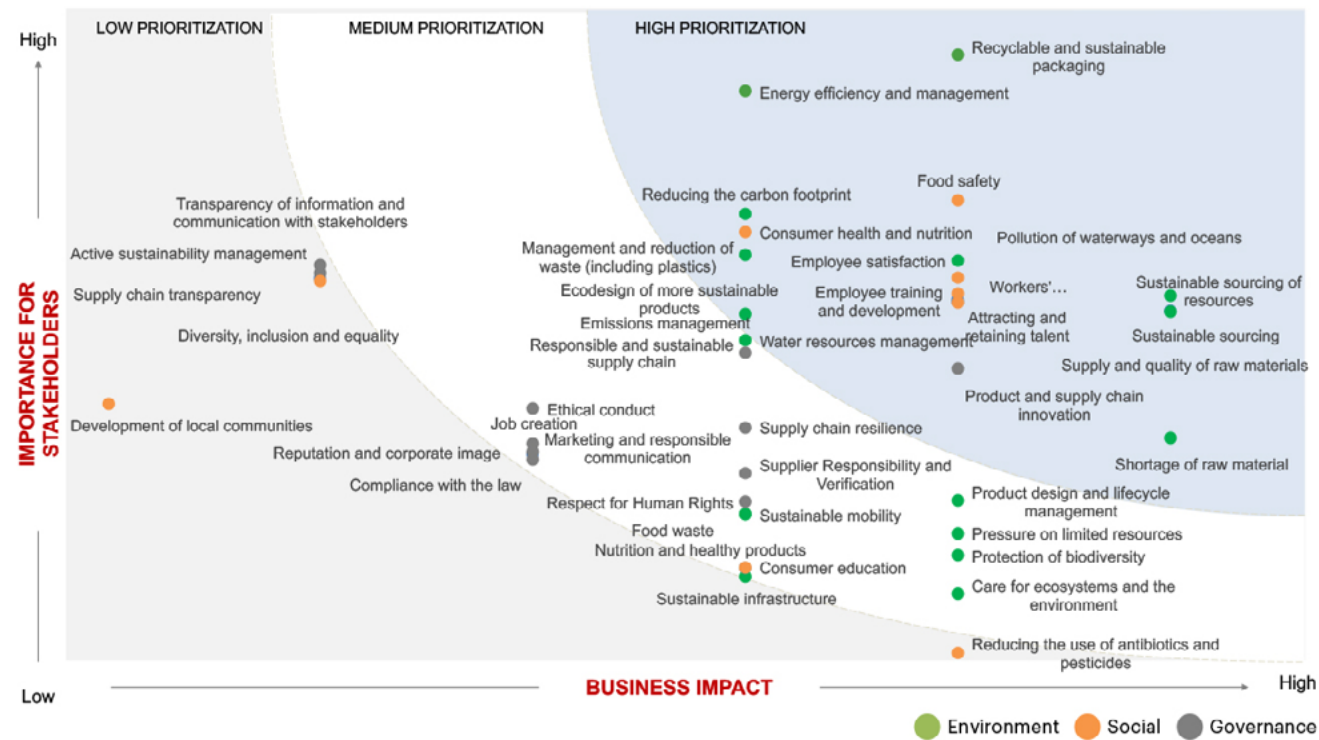 LOW PRIORITIZATION
MEDIUM PRIORITIZATION
HIGH PRIORITIZATION
High
Recyclable and sustainable
packaging
Energy efficiency and management
Food safety
Reducing the carbon footprint
Transparency of information and
communication with stakeholders
Consumer health and nutrition
Pollution of waterways and oceans
Active sustainability management
Management and reduction of
waste (including plastics)
Employee satisfaction
Supply chain transparency
Ecodesign of more sustainable
products
Employee training
and development
Workers'...
Sustainable sourcing of
resources
Emissions management
Attracting and
retaining talent
Diversity, inclusion and equality
Responsible and sustainable
supply chain
Water resources management
Sustainable sourcing
Supply and quality of raw materials
Product and supply chain
innovation
Development of local communities
Ethical conduct
Job creation
Supply chain resilience
Marketing and responsible
communication
Reputation and corporate image
Shortage of raw material
Supplier Responsibility and
Verification
Compliance with the law
Respect for Human Rights
Product design and lifecycle
management
Sustainable mobility
Food waste
Pressure on limited resources
Nutrition and healthy products
Protection of biodiversity
Consumer education
Sustainable infrastructure
Care for ecosystems and the
environment
Reducing the use of antibiotics and
pesticides
IMPORTANCE FOR
STAKEHOLDERS
Low
BUSINESS IMPACT
High
Environment
Social
Governance